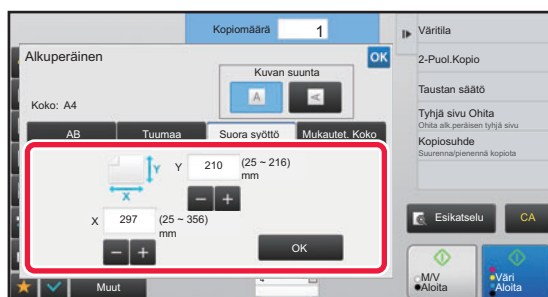 Kopiomäärä 1
Alkuperäinen
OK
Kuvan suunta
A
A
Koko: A4
AB
Tuumaa
Suora syöttö
Mukautet. Koko
Y
X
Y 210 (25 ~ 216)
mm
X 297 (25 ~ 356)
mm
OK
Muut
Väritila
2-Puol.Kopio
Taustan säätö
Tyhjä sivu Ohita
Ohita alk.peräisen tyhjä sivu
Kopiosuhde
Suurenna/pienennä kopiota
Esikatselu
CA
M/V
Aloita
Väri
Aloita